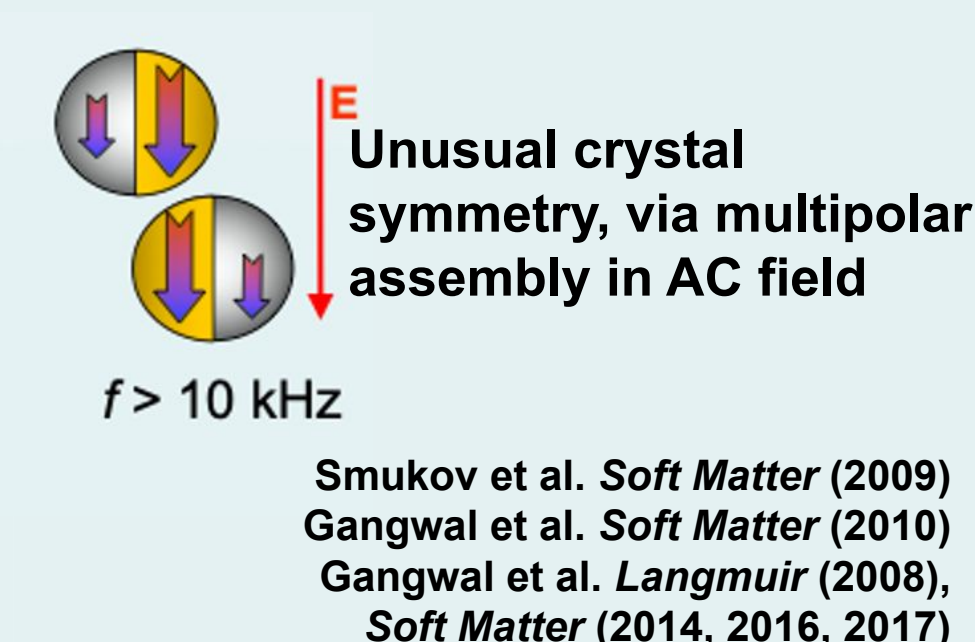 E
Unusual crystal
symmetry, via multipolar
assembly in AC field
f > 10 kHz
Smukov et al. Soft Matter (2009)
Gangwal et al. Soft Matter (2010)
Gangwal et al. Langmuir (2008),
Soft Matter (2014, 2016, 2017)